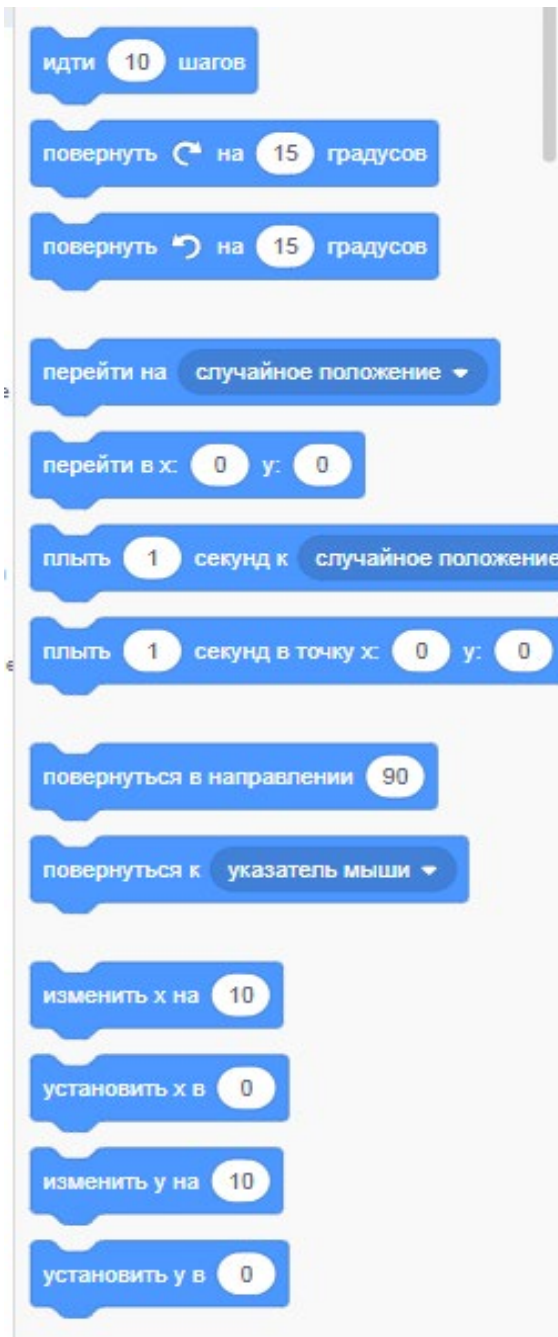 идти 10 шагов
повернуть на 15 градусов
повернуть на 15 градусов
перейти на случайное положение
перейти в x: 0 y: 0
плыть 1 секунд к случайное положение
плыть 1 секунд в точку x: 0 y: 0
повернуться в направлении 90
повернуться к указатель мыши
изменить x на 10
установить x в 0
изменить y на 10
установить y в 0